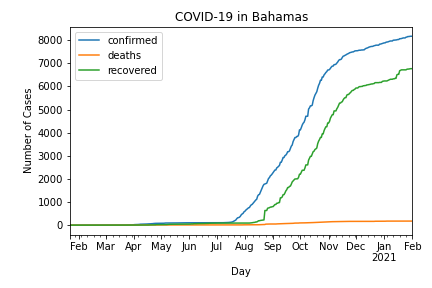 COVID-19 in Bahamas
confirmed
deaths
recovered
Number of Cases
8000
7000
6000
5000
4000
3000
2000
1000
0
Feb Mar Apr May Jun Jul Aug Sep Oct Nov Dec Jan Feb
2021
Day